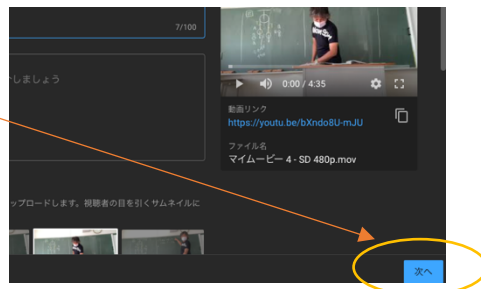 7/100
しましょう
0:00 / 4:35
動画リンク
https://youtu.be/bXndo8U-mJU
ファイル名
マイムービー 4 - SD 480p.mov
ップロードします。視聴者の目を引くサムネイルに
次へ